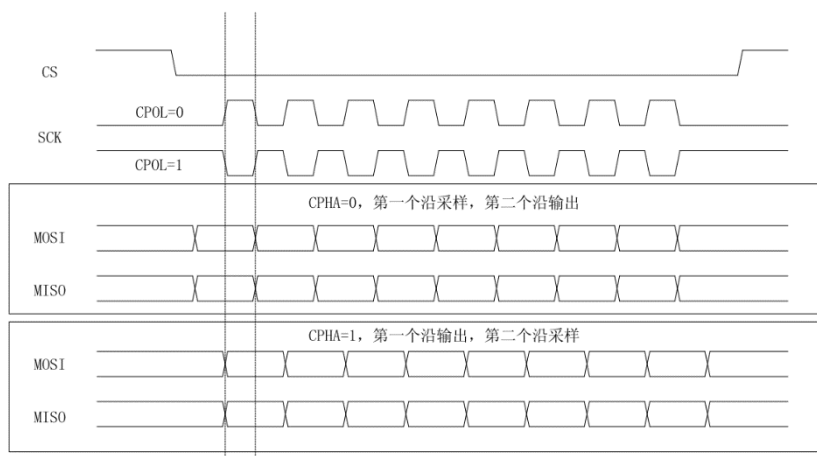 CS
CPOL=0
SCK
CPOL=1
CPHA=0，第一个沿采样，第二个沿输出
MOSI
MISO
CPHA=1，第一个沿输出，第二个沿采样
MOSI
MISO